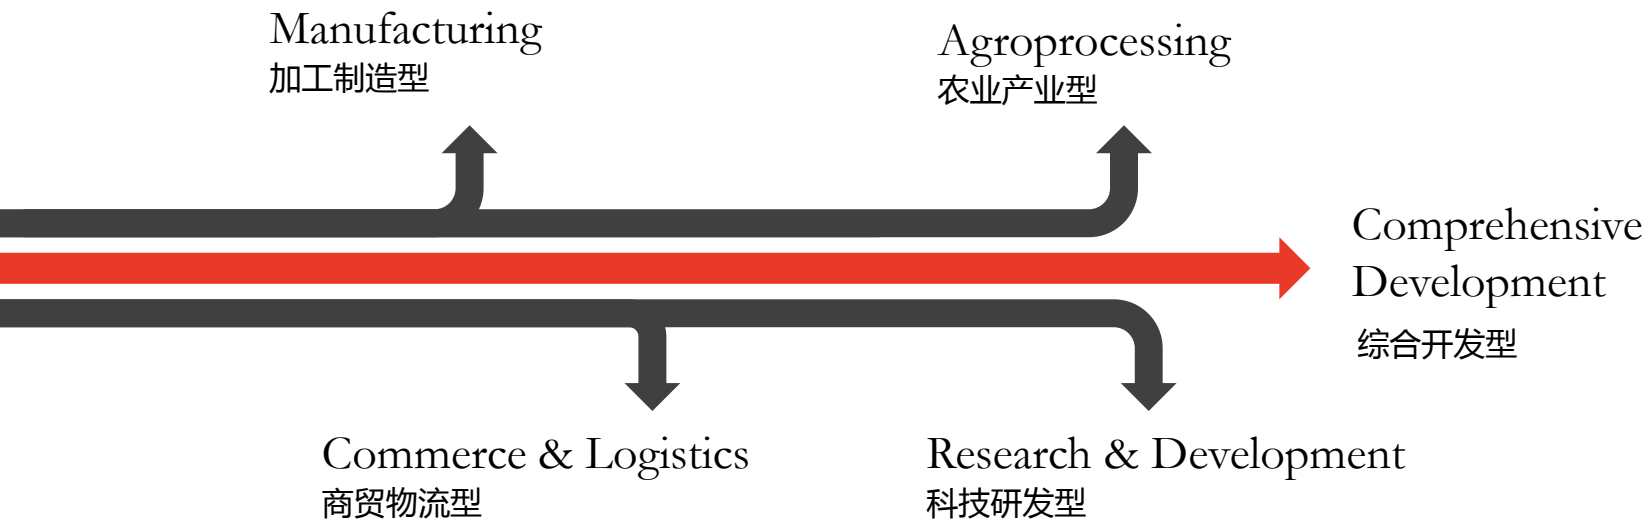 Manufacturing
加工制造型
Agroprocessing
农业产业型
Comprehensive
Development
综合开发型
Commerce & Logistics
商贸物流型
Research & Development
科技研发型